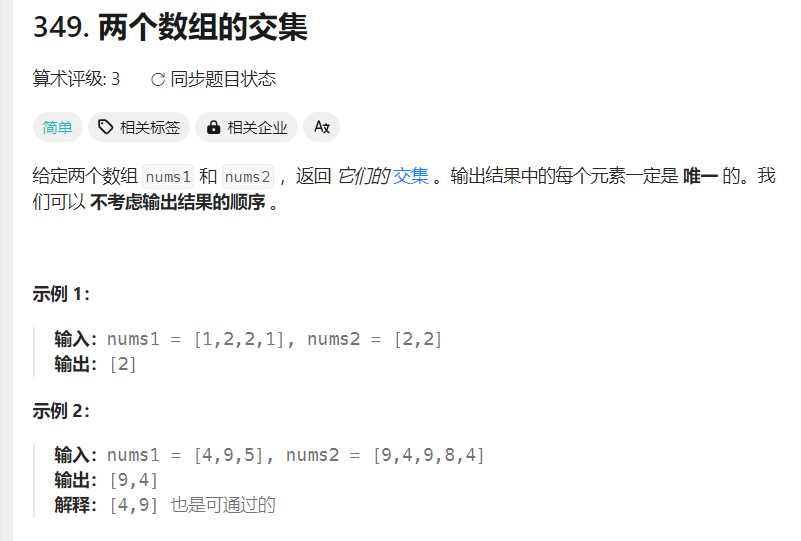 349. 两个数组的交集
算术评级: 3 同步题目状态
简单 相关标签 相关企业 Aあ
给定两个数组 nums1 和 nums2 ，返回 它们的 交集 。输出结果中的每个元素一定是 唯一 的。我
们可以 不考虑输出结果的顺序 。
示例 1：
输入：nums1 = [1,2,2,1], nums2 = [2,2]
输出：[2]
示例 2：
输入：nums1 = [4,9,5], nums2 = [9,4,9,8,4]
输出：[9,4]
解释：[4,9] 也是可通过的